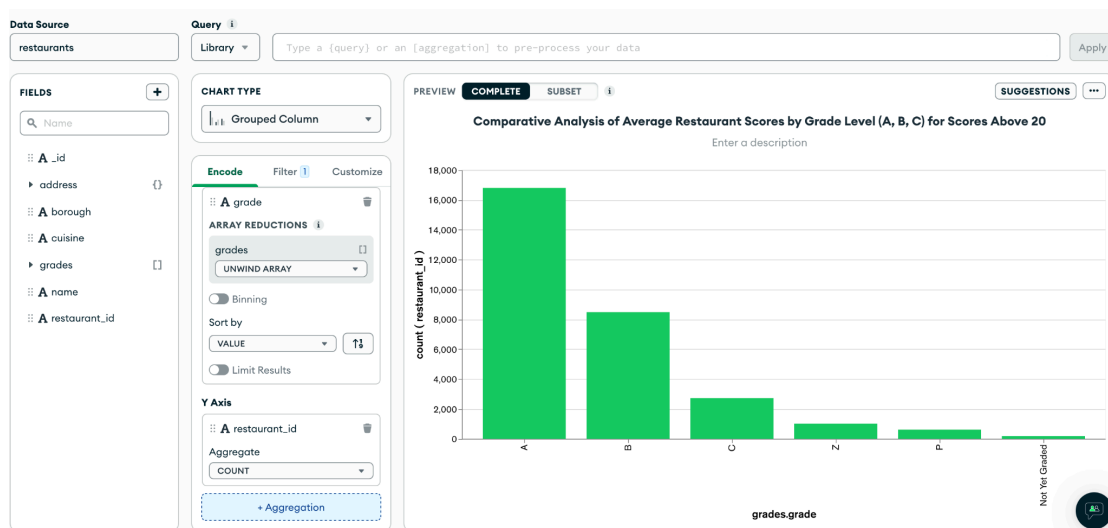 Data Source
restaurants
Query i
Library
Type a {query} or an [aggregation] to pre-process your data
Apply
FIELDS
+
Name
A _id
address {}
A borough
A cuisine
grades []
A name
A restaurant_id
CHART TYPE
Grouped Column
Encode Filter 1 Customize
A grade
ARRAY REDUCTIONS i
grades []
UNWIND ARRAY
Binning
Sort by
VALUE
Limit Results
Y Axis
A restaurant_id
Aggregate
COUNT
+ Aggregation
PREVIEW COMPLETE SUBSET i
SUGGESTIONS ...
Comparative Analysis of Average Restaurant Scores by Grade Level (A, B, C) for Scores Above 20
Enter a description
count ( restaurant_id )
18,000
16,000
14,000
12,000
10,000
8,000
6,000
4,000
2,000
0
A
B
C
Z
P
Not Yet Graded
grades.grade